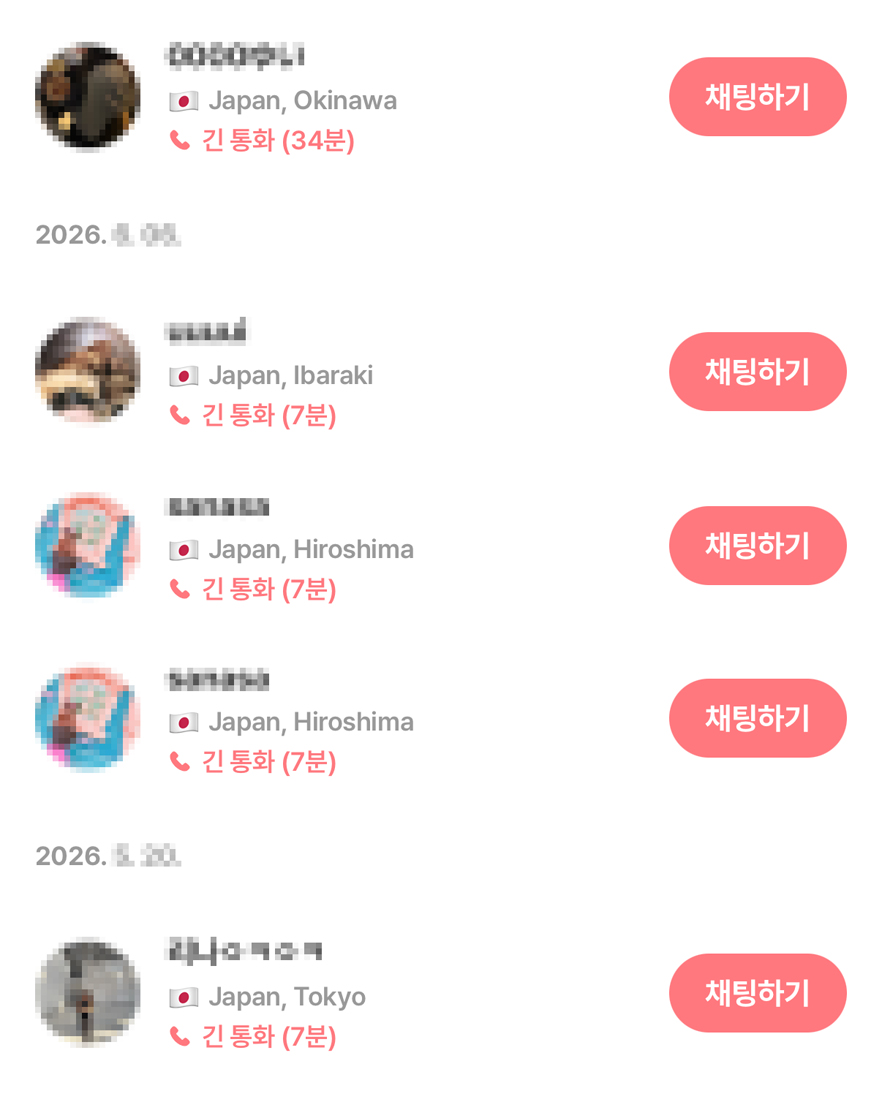 Japan, Okinawa
채팅하기
긴 통화 (34분)
2026.
Japan, Ibaraki
채팅하기
긴 통화 (7분)
Japan, Hiroshima
채팅하기
긴 통화 (7분)
Japan, Hiroshima
채팅하기
긴 통화 (7분)
2026.
Japan, Tokyo
채팅하기
긴 통화 (7분)